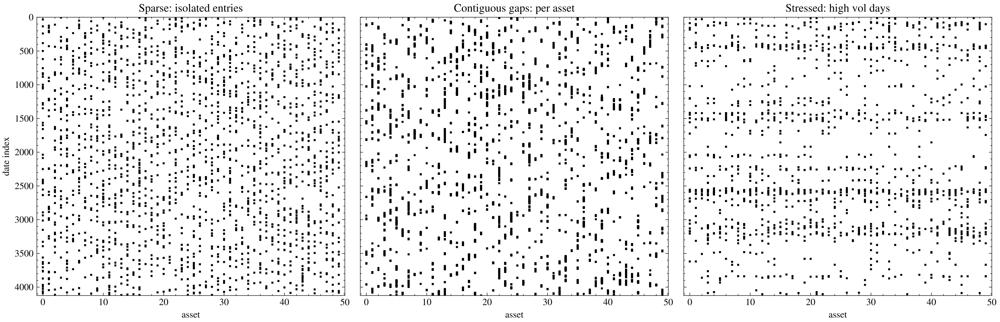 Sparse: isolated entries
Contiguous gaps: per asset
Stressed: high vol days
date index
0
500
1000
1500
2000
2500
3000
3500
4000
0 10 20 30 40 50
0 10 20 30 40 50
0 10 20 30 40 50
asset
asset
asset